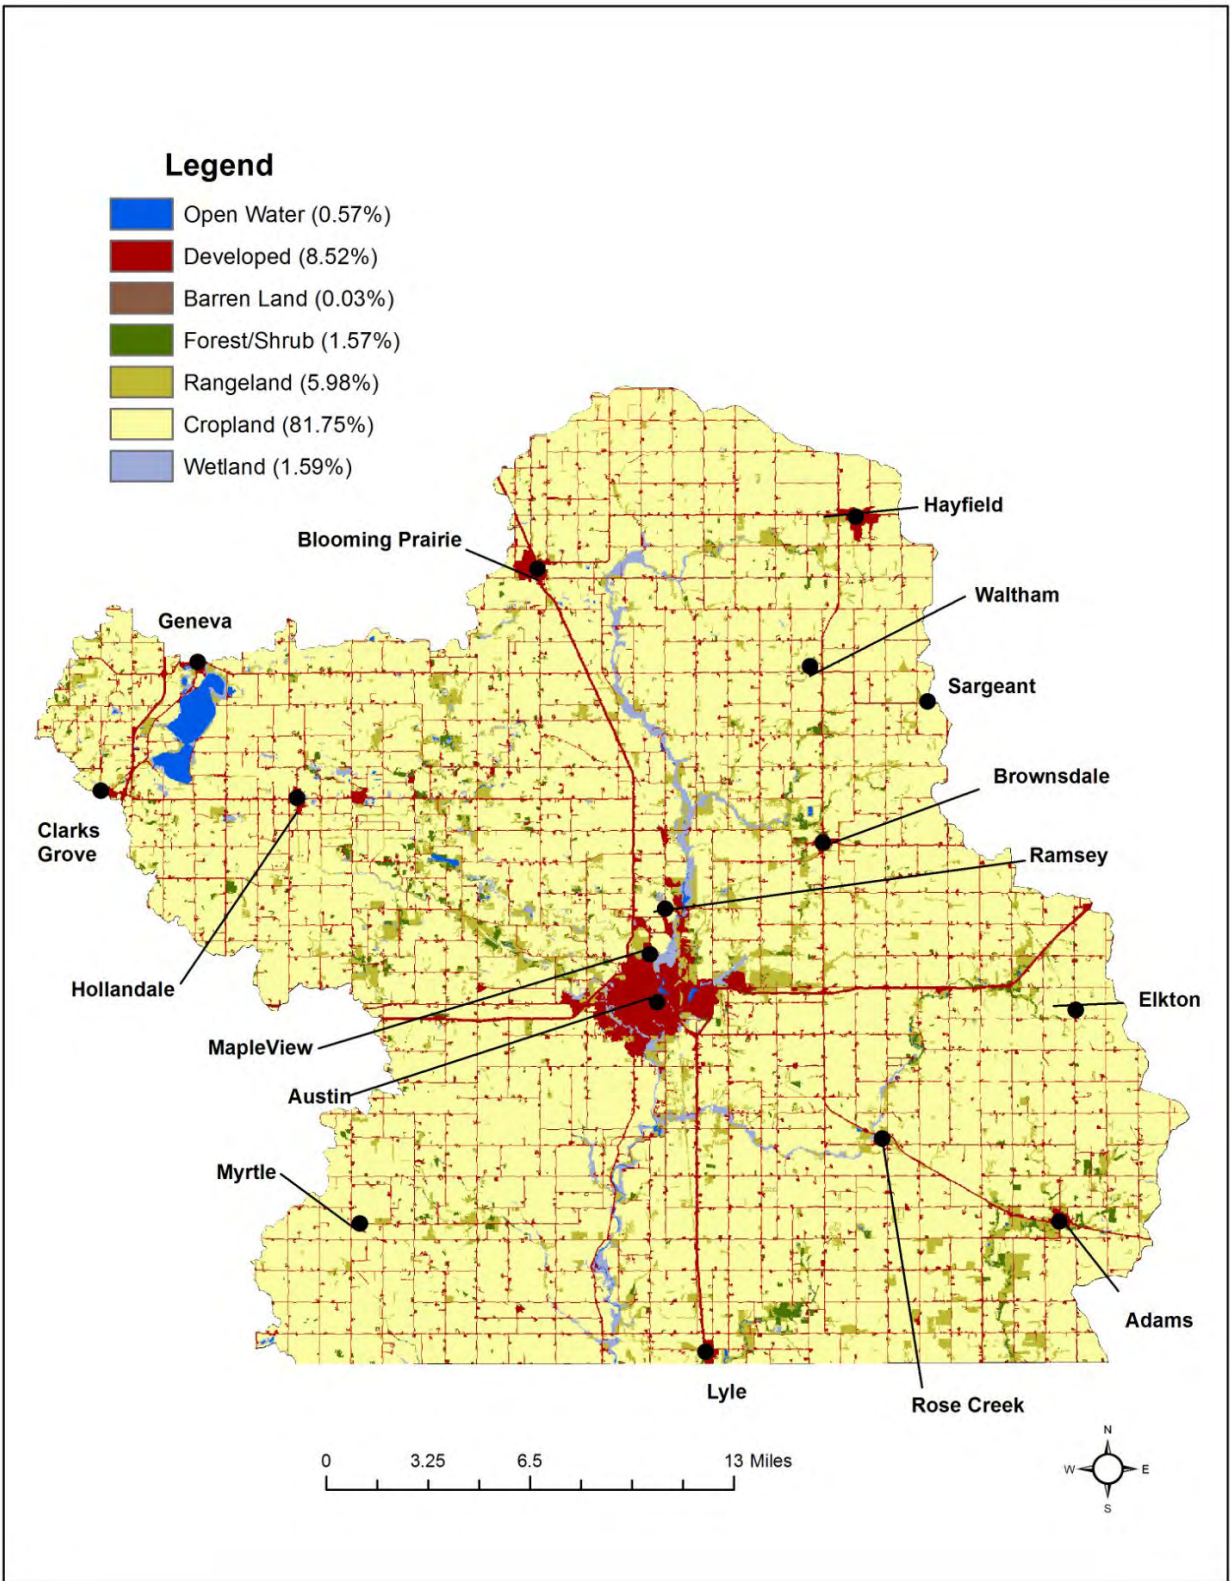 Legend
Open Water (0.57%)
Developed (8.52%)
Barren Land (0.03%)
Forest/Shrub (1.57%)
Rangeland (5.98%)
Cropland (81.75%)
Wetland (1.59%)
Hayfield
Blooming Prairie
Waltham
Geneva
Sargeant
Brownsdale
Clarks
Grove
Ramsey
Hollandale
Elkton
MapleView
Austin
Myrtle
Adams
Lyle
Rose Creek
0 3.25 6.5 13 Miles
N
W E
S